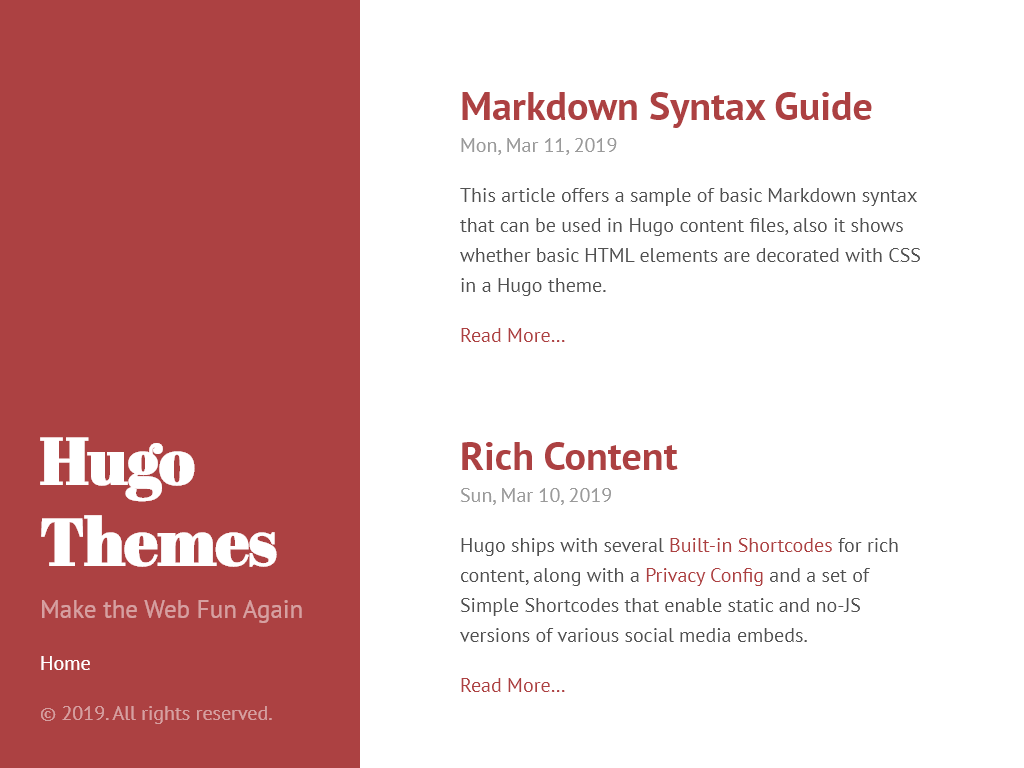 Hugo
Themes
Make the Web Fun Again
Home
© 2019. All rights reserved.
Markdown Syntax Guide
Mon, Mar 11, 2019
This article offers a sample of basic Markdown syntax
that can be used in Hugo content files, also it shows
whether basic HTML elements are decorated with CSS
in a Hugo theme.
Read More…
Rich Content
Sun, Mar 10, 2019
Hugo ships with several Built-in Shortcodes for rich
content, along with a Privacy Config and a set of
Simple Shortcodes that enable static and no-JS
versions of various social media embeds.
Read More…